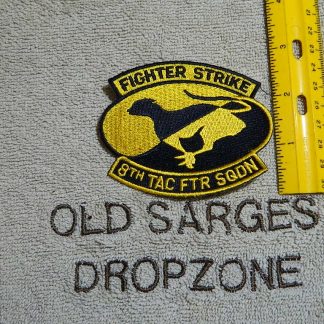 FIGHTER STRIKE
8TH TAC FTR SQDN
OLD SARGES
DROPZONE